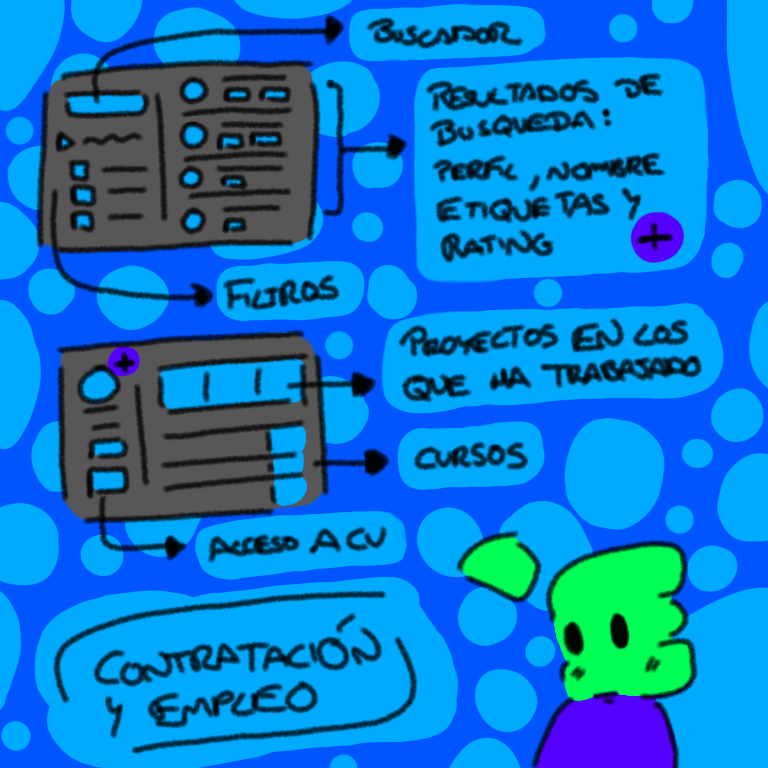 BUSCADOR
RESULTADOS DE
BUSQUEDA:
PERFIL, NOMBRE
ETIQUETAS Y
RATING
+
FILTROS
+
PROYECTOS EN LOS
QUE HA TRABAJADO
CURSOS
ACCESO A CV
CONTRATACIÓN
Y EMPLEO